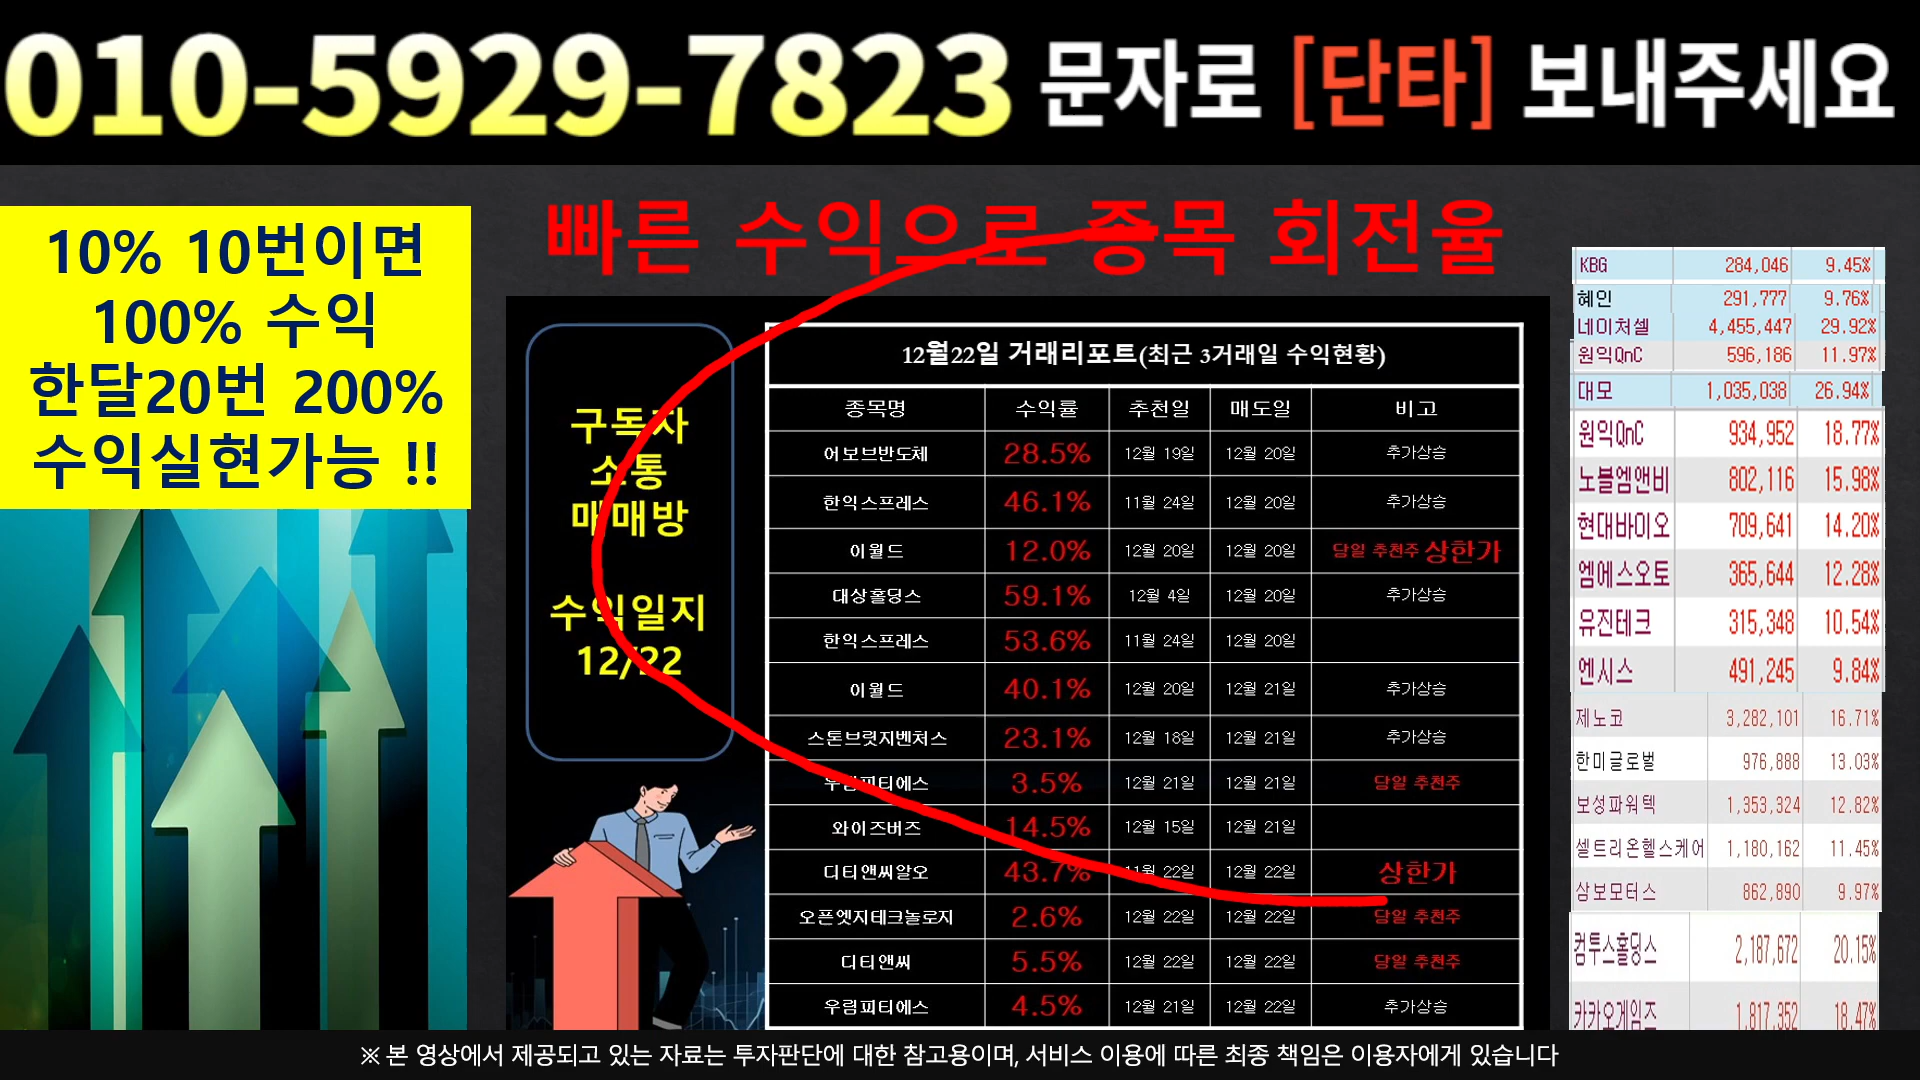 010-5929-7823 문자로 [단타] 보내주세요
10% 10번이면
100% 수익
한달20번 200%
수익실현가능 !!
빠른 수익으로 종목 회전율
구독자
소통
매매방
수익일지
12/22
12월22일 거래리포트(최근 3거래일 수익현황)
종목명 수익률 추천일 매도일 비고
어보브반도체 28.5% 12월 19일 12월 20일 추가상승
한익스프레스 46.1% 11월 24일 12월 20일 추가상승
이월드 12.0% 12월 20일 12월 20일 당일 추천주 상한가
대상홀딩스 59.1% 12월 4일 12월 20일 추가상승
한익스프레스 53.6% 11월 24일 12월 20일
이월드 40.1% 12월 20일 12월 21일 추가상승
스톤브릿지벤처스 23.1% 12월 18일 12월 21일 추가상승
우림피티에스 3.5% 12월 21일 12월 21일 당일 추천주
와이즈버즈 14.5% 12월 15일 12월 21일
디티앤씨알오 43.7% 11월 22일 12월 22일 상한가
오픈엣지테크놀로지 2.6% 12월 22일 12월 22일 당일 추천주
디티앤씨 5.5% 12월 22일 12월 22일 당일 추천주
우림피티에스 4.5% 12월 21일 12월 22일 추가상승
KBG 284,046 9.45%
혜인 291,777 9.76%
네이처셀 4,455,447 29.92%
원익QnC 596,186 11.97%
대모 1,035,038 26.94%
원익QnC 934,952 18.77%
노블엠앤비 802,116 15.98%
현대바이오 709,641 14.20%
엠에스오토 365,644 12.28%
유진테크 315,348 10.54%
엔시스 491,245 9.84%
제노코 3,282,101 16.71%
한미글로벌 976,888 13.03%
보성파워텍 1,353,324 12.82%
셀트리온헬스케어 1,180,162 11.45%
삼보모터스 862,890 9.97%
컴투스홀딩스 2,187,672 20.15%
카카오게임즈 1,817,352 18.47%
※ 본 영상에서 제공되고 있는 자료는 투자판단에 대한 참고용이며, 서비스 이용에 따른 최종 책임은 이용자에게 있습니다